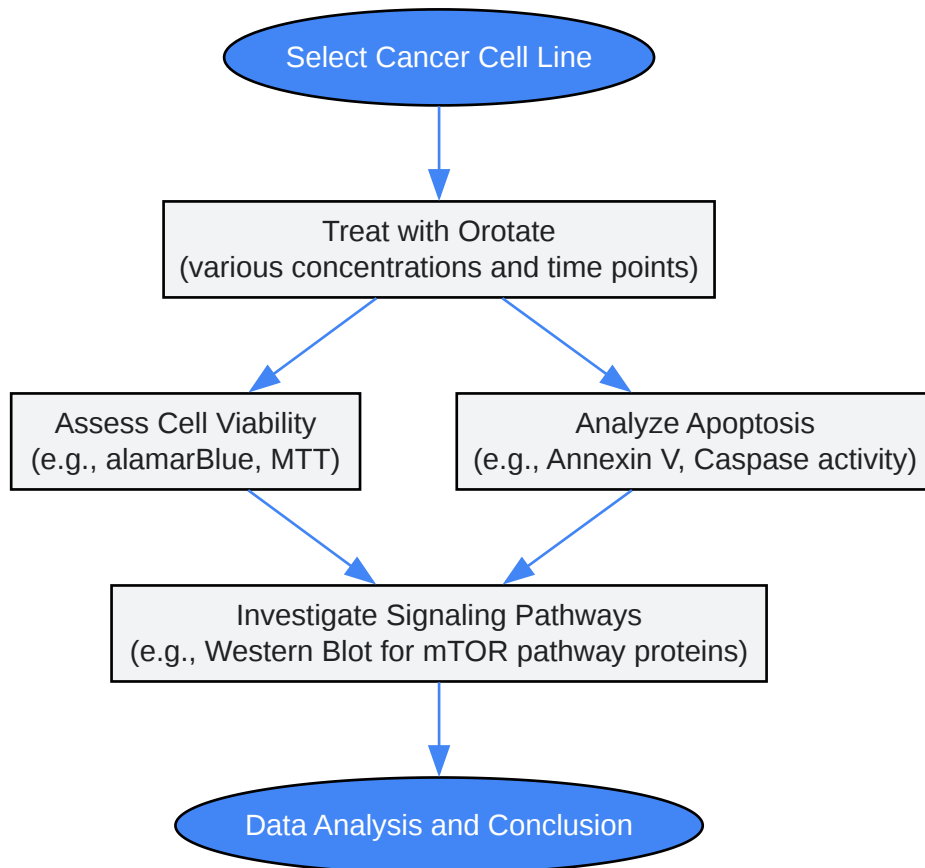 Select Cancer Cell Line
Treat with Orotate
(various concentrations and time points)
Assess Cell Viability
(e.g., alamarBlue, MTT)
Analyze Apoptosis
(e.g., Annexin V, Caspase activity)
Investigate Signaling Pathways
(e.g., Western Blot for mTOR pathway proteins)
Data Analysis and Conclusion